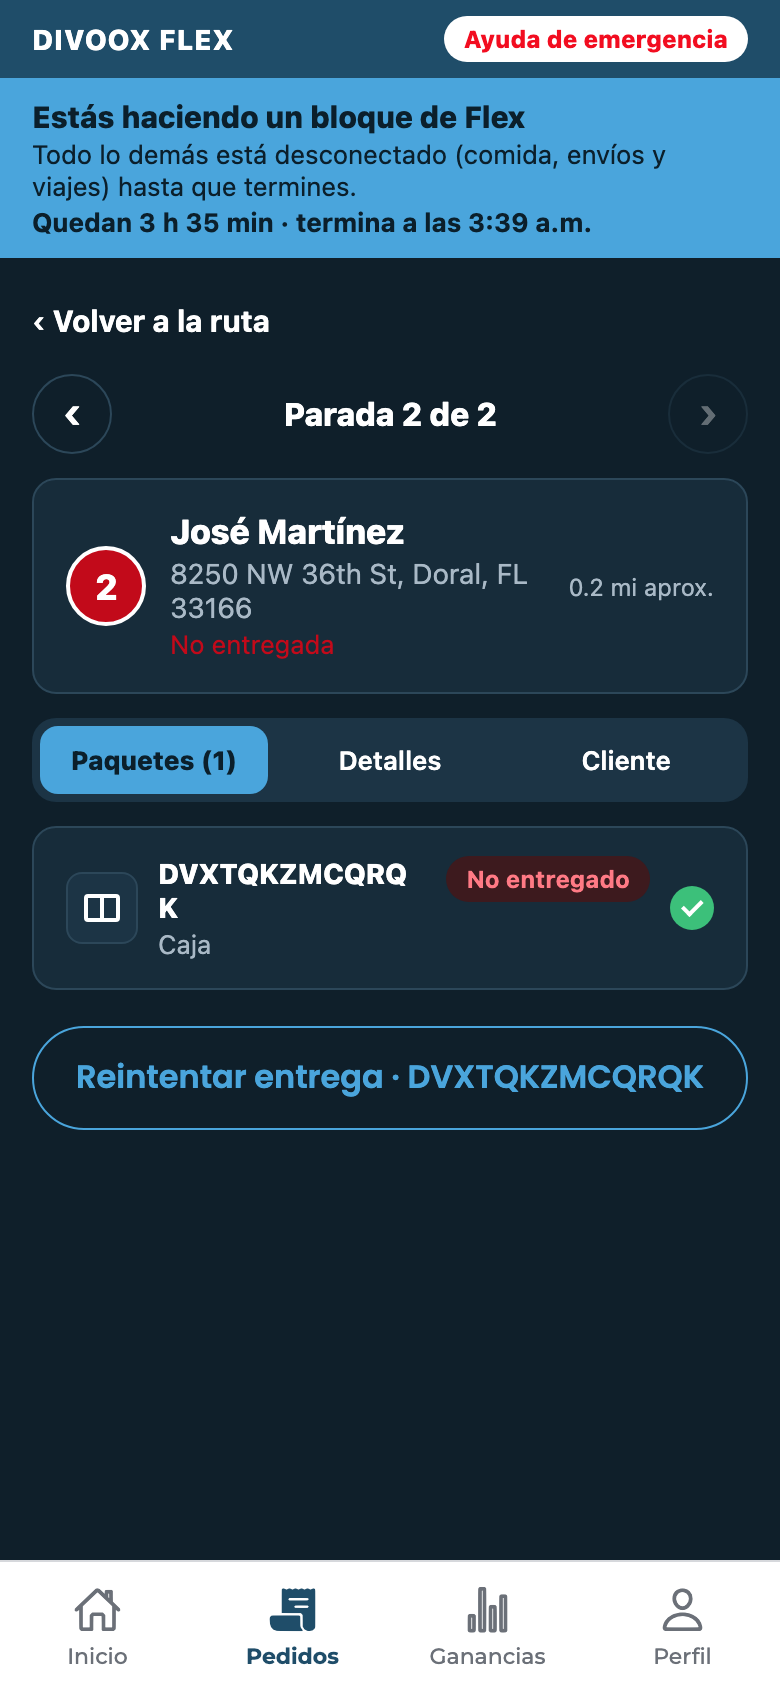 DIVOOX FLEX
Ayuda de emergencia
Estás haciendo un bloque de Flex
Todo lo demás está desconectado (comida, envíos y
viajes) hasta que termines.
Quedan 3 h 35 min · termina a las 3:39 a.m.
‹ Volver a la ruta
‹
Parada 2 de 2
›
2
José Martínez
8250 NW 36th St, Doral, FL
33166
0.2 mi aprox.
No entregada
Paquetes (1)
Detalles
Cliente
DVXTQKZMCQRQ
K
No entregado
Caja
Reintentar entrega · DVXTQKZMCQRQK
Inicio
Pedidos
Ganancias
Perfil